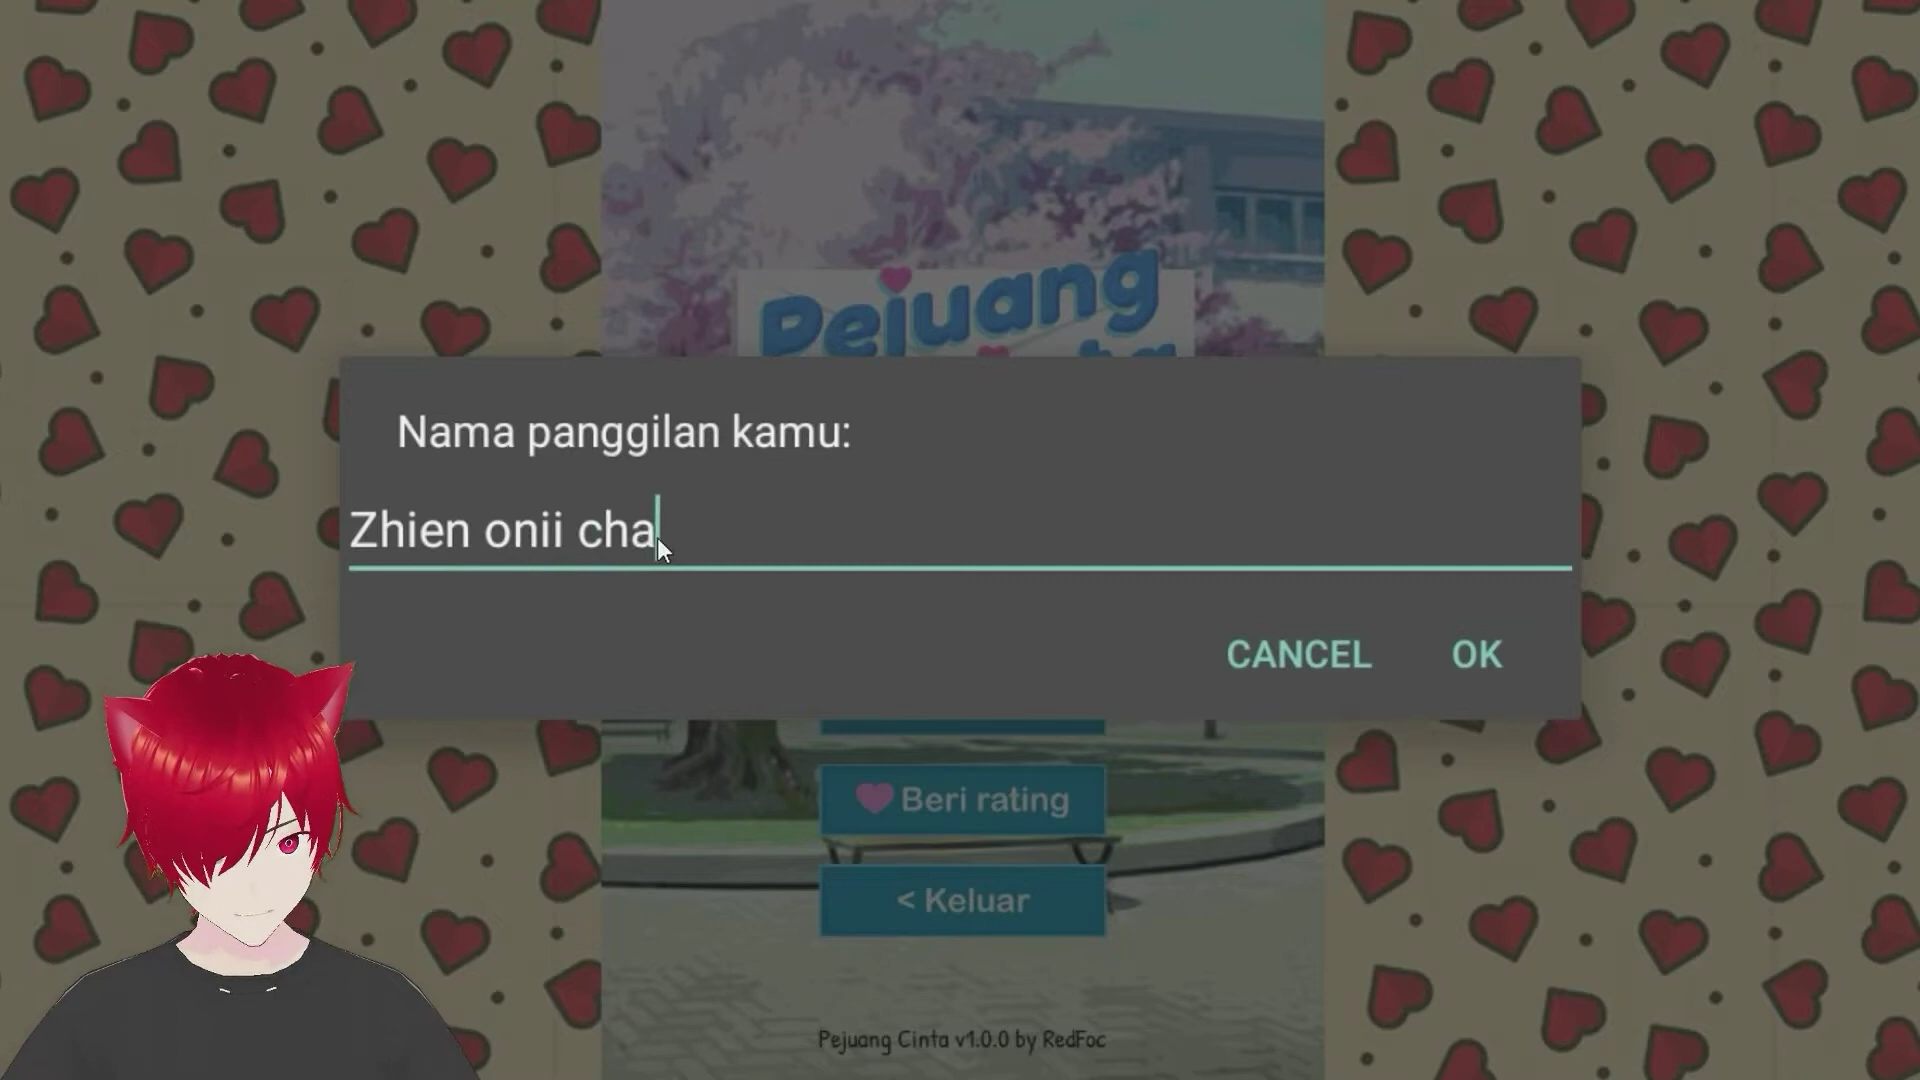 Pejuang
Nama panggilan kamu:
Zhien onii cha
CANCEL OK
Beri rating
< Keluar
Pejuang Cinta v1.0.0 by RedFoc